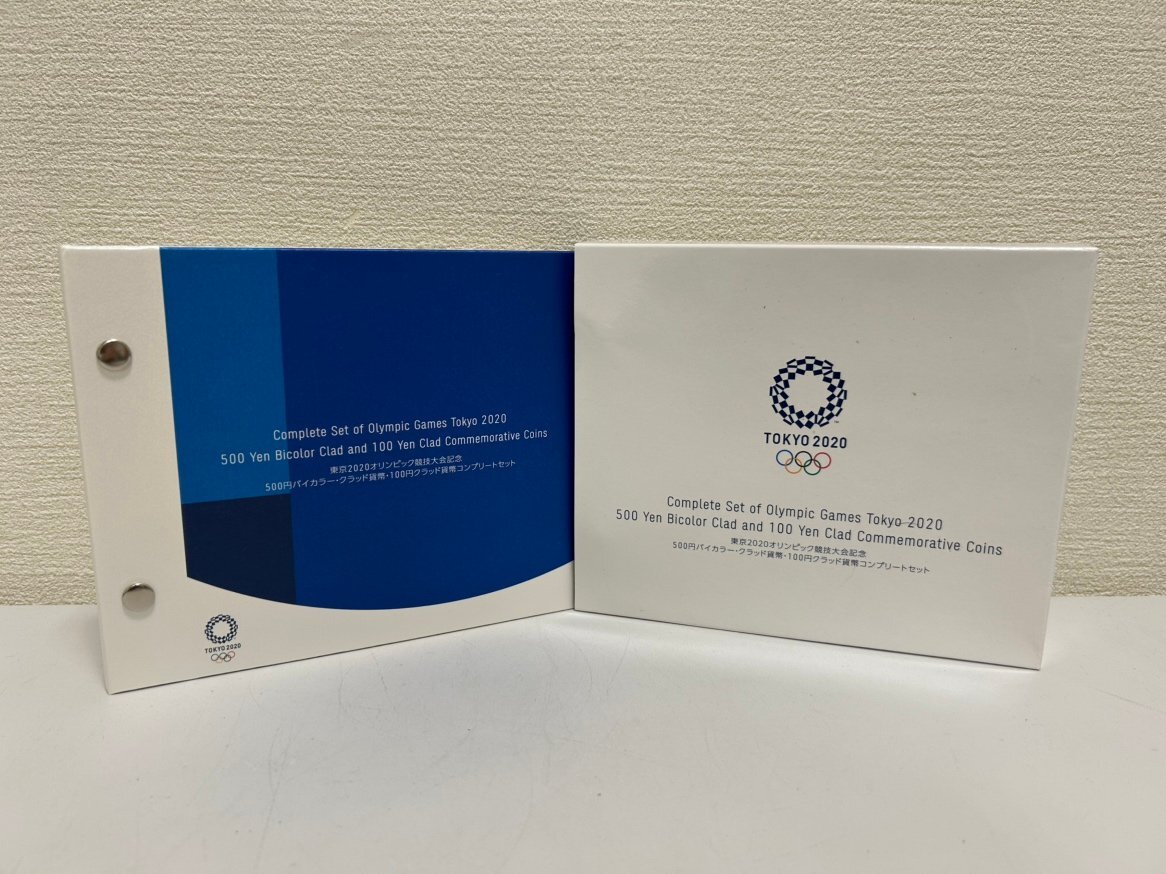 Complete Set of Olympic Games Tokyo 2020
500 Yen Bicolor Clad and 100 Yen Clad Commemorative Coins
東京2020オリンピック競技大会記念
500円バイカラー・クラッド貨幣・100円クラッド貨幣コンプリートセット
TOKYO 2020
TOKYO 2020
Complete Set of Olympic Games Tokyo 2020
500 Yen Bicolor Clad and 100 Yen Clad Commemorative Coins
東京2020オリンピック競技大会記念
500円バイカラー・クラッド貨幣・100円クラッド貨幣コンプリートセット